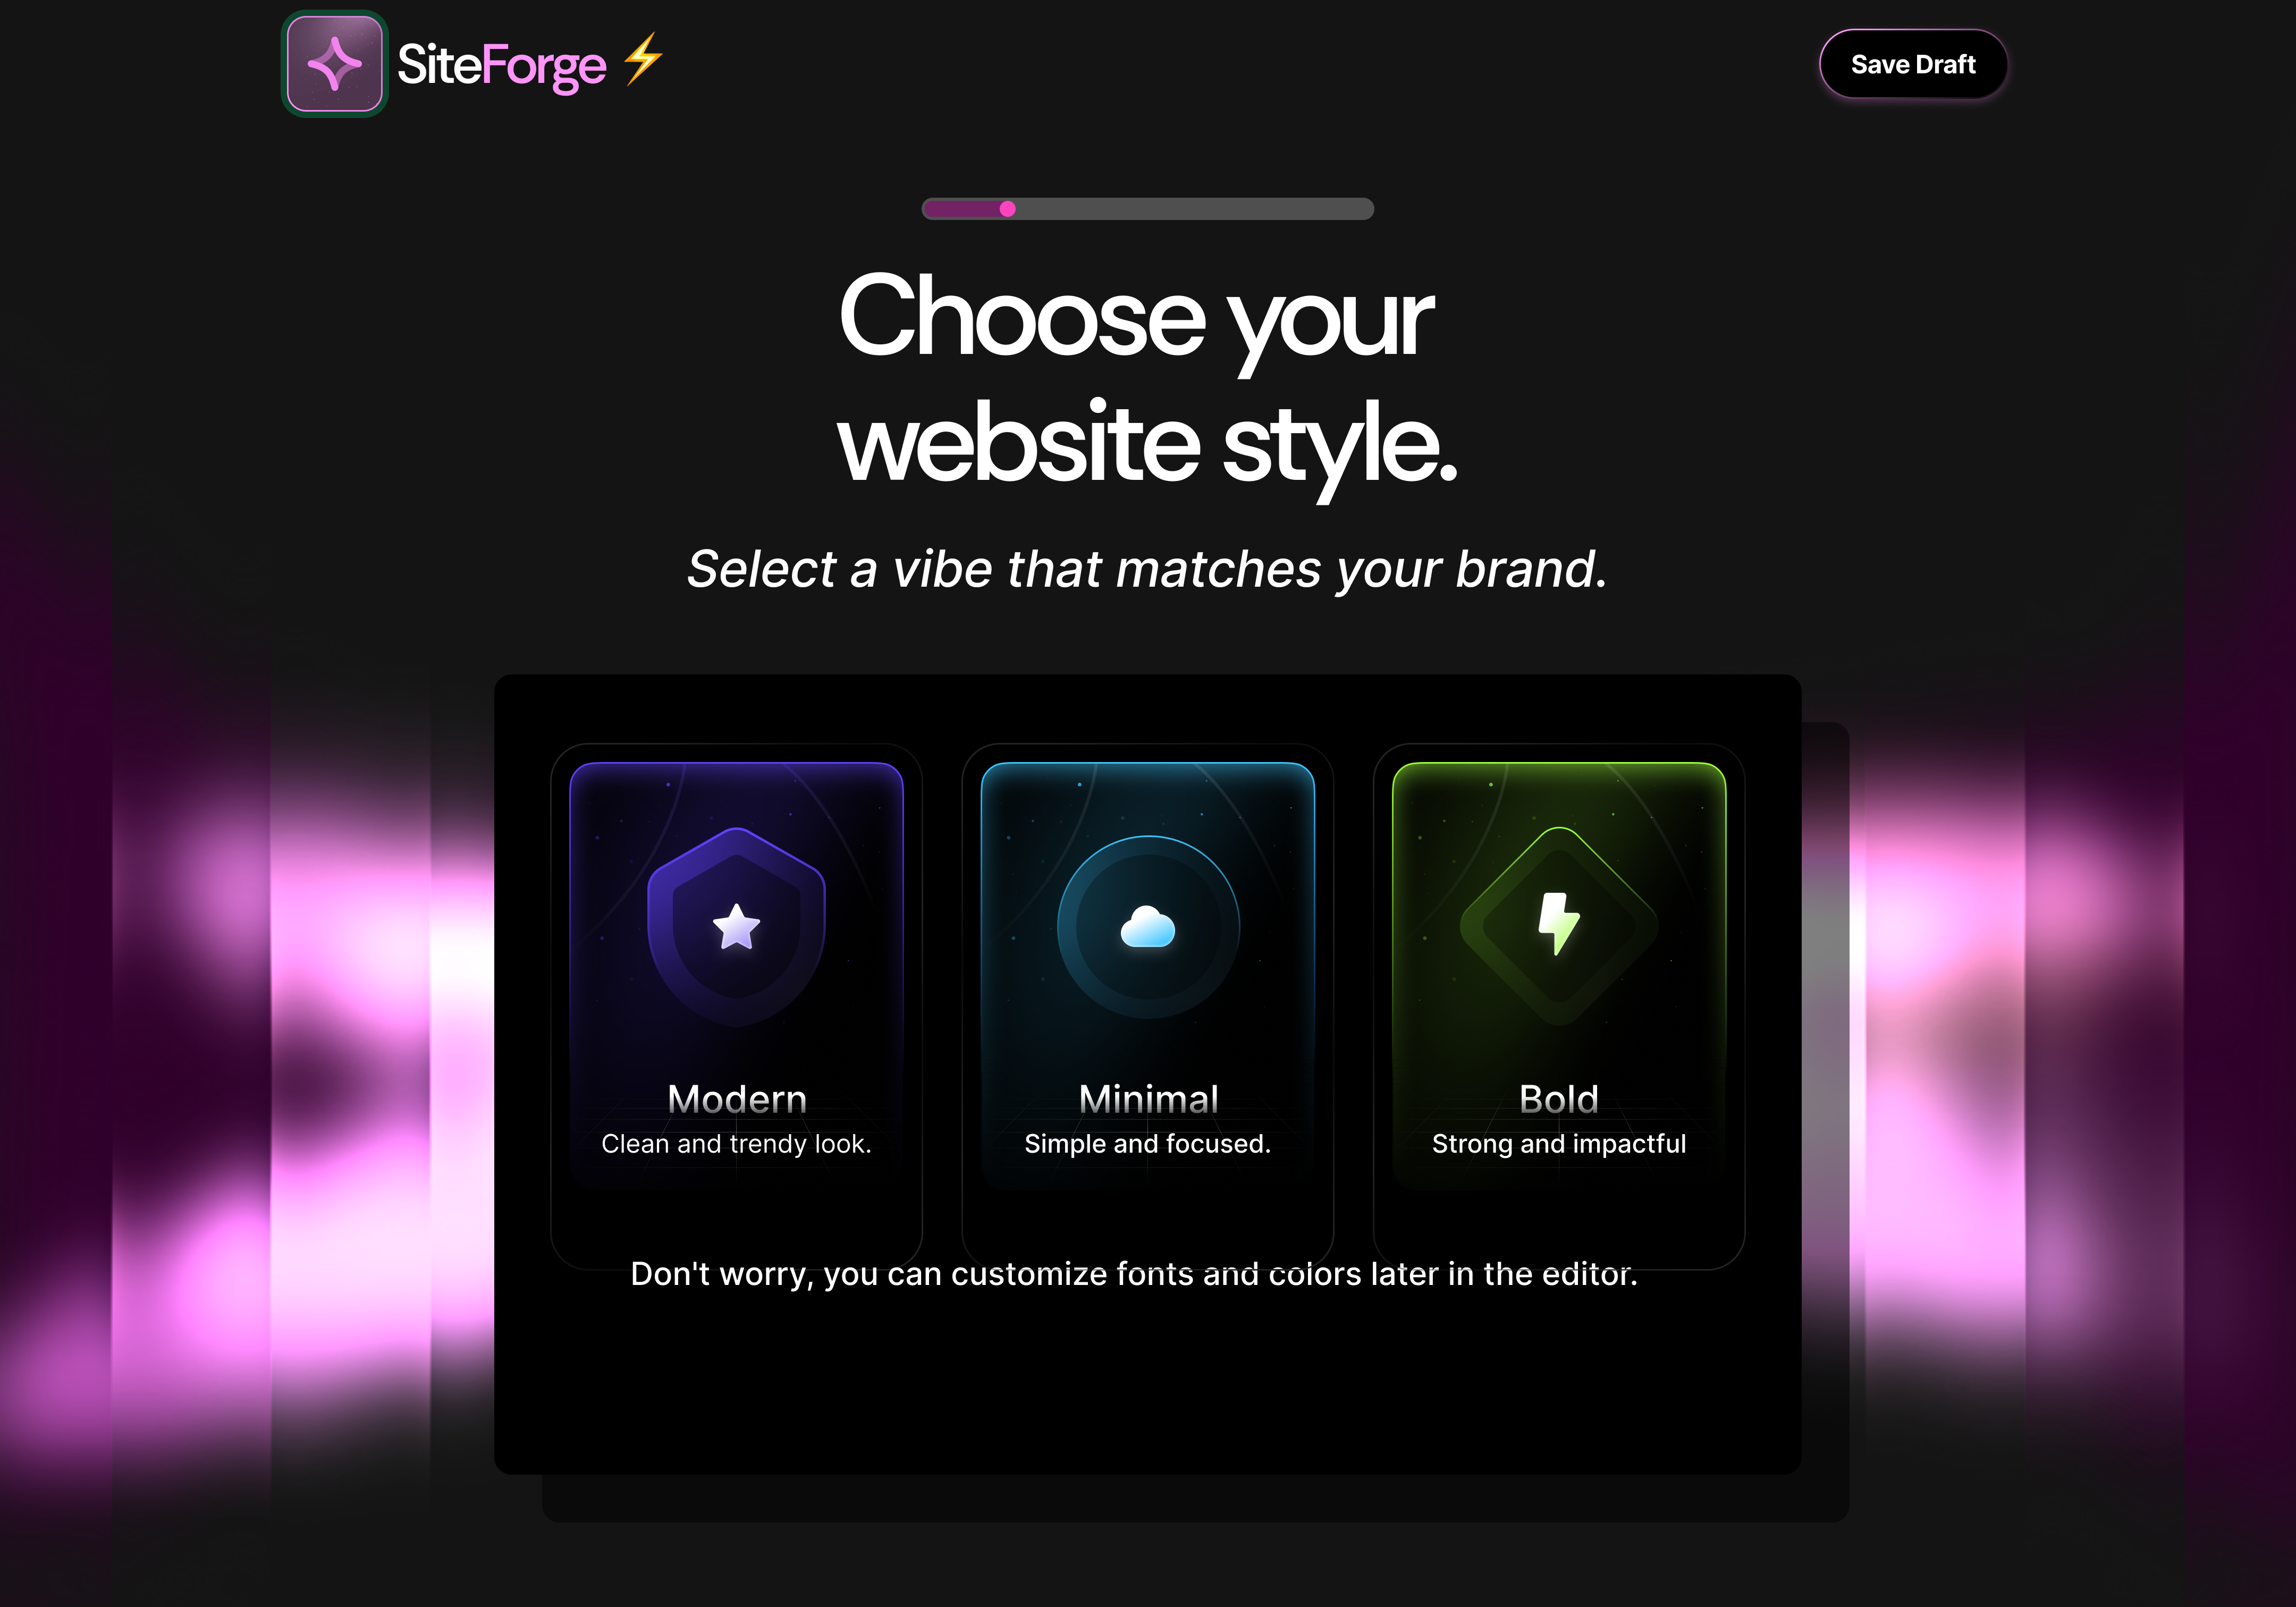 SiteForge ⚡
Save Draft
Choose your
website style.
Select a vibe that matches your brand.
Modern
Clean and trendy look.
Minimal
Simple and focused.
Bold
Strong and impactful
Don't worry, you can customize fonts and colors later in the editor.